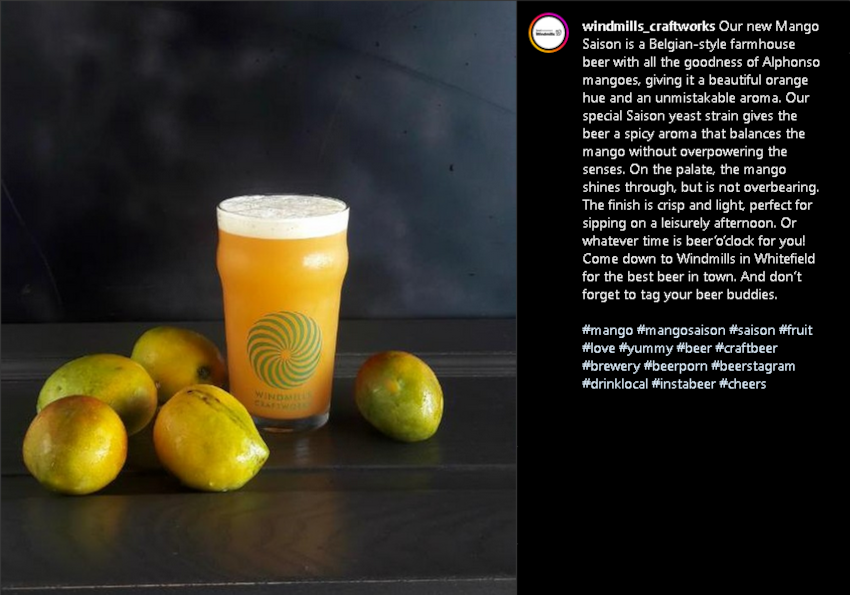 windmills_craftworks Our new Mango
Saison is a Belgian-style farmhouse
beer with all the goodness of Alphonso
mangoes, giving it a beautiful orange
hue and an unmistakable aroma. Our
special Saison yeast strain gives the
beer a spicy aroma that balances the
mango without overpowering the
senses. On the palate, the mango
shines through, but is not overbearing.
The finish is crisp and light, perfect for
sipping on a leisurely afternoon. Or
whatever time is beer'o'clock for you!
Come down to Windmills in Whitefield
for the best beer in town. And don't
forget to tag your beer buddies.
#mango #mangosaison #saison #fruit
#love #yummy #beer #craftbeer
#brewery #beerporn #beerstagram
#drinklocal #instabeer #cheers
WINDMILLS
CRAFTWORKS